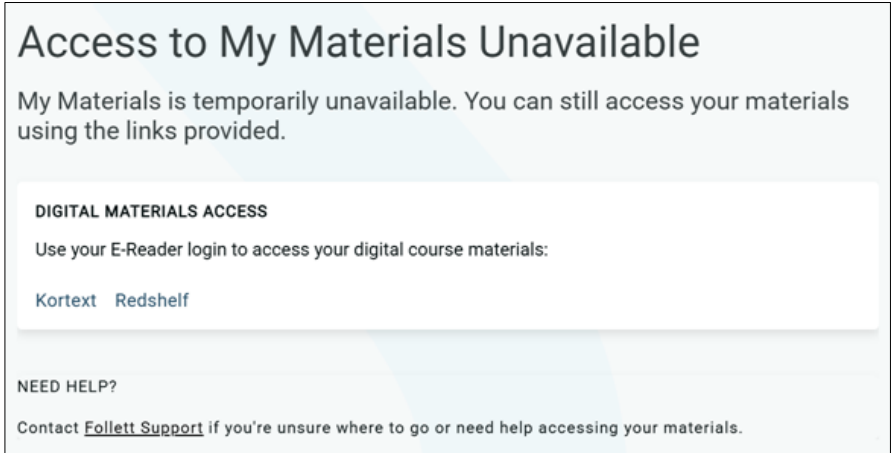 Access to My Materials Unavailable
My Materials is temporarily unavailable. You can still access your materials
using the links provided.
DIGITAL MATERIALS ACCESS
Use your E-Reader login to access your digital course materials:
Kortext Redshelf
NEED HELP?
Contact Follett Support if you're unsure where to go or need help accessing your materials.